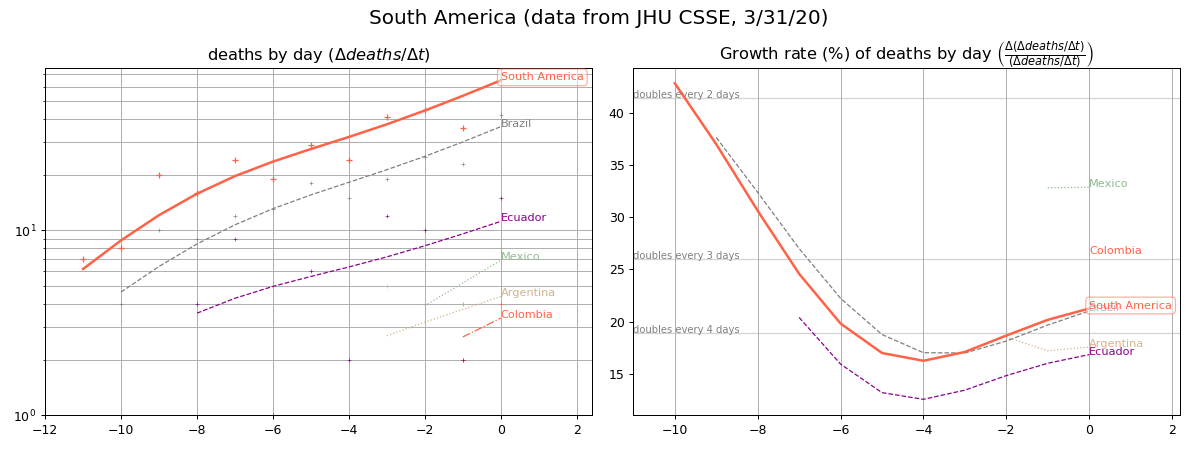 South America (data from JHU CSSE, 3/31/20)
deaths by day (Δdeaths/Δt)
South America
Brazil
Ecuador
Mexico
Argentina
Colombia
10¹
10⁰
−12 −10 −8 −6 −4 −2 0 2
Growth rate (%) of deaths by day (Δ(Δdeaths/Δt)/(Δdeaths/Δt))
doubles every 2 days
Mexico
Colombia
doubles every 3 days
South America
doubles every 4 days
Argentina
Ecuador
40
35
30
25
20
15
−10 −8 −6 −4 −2 0 2